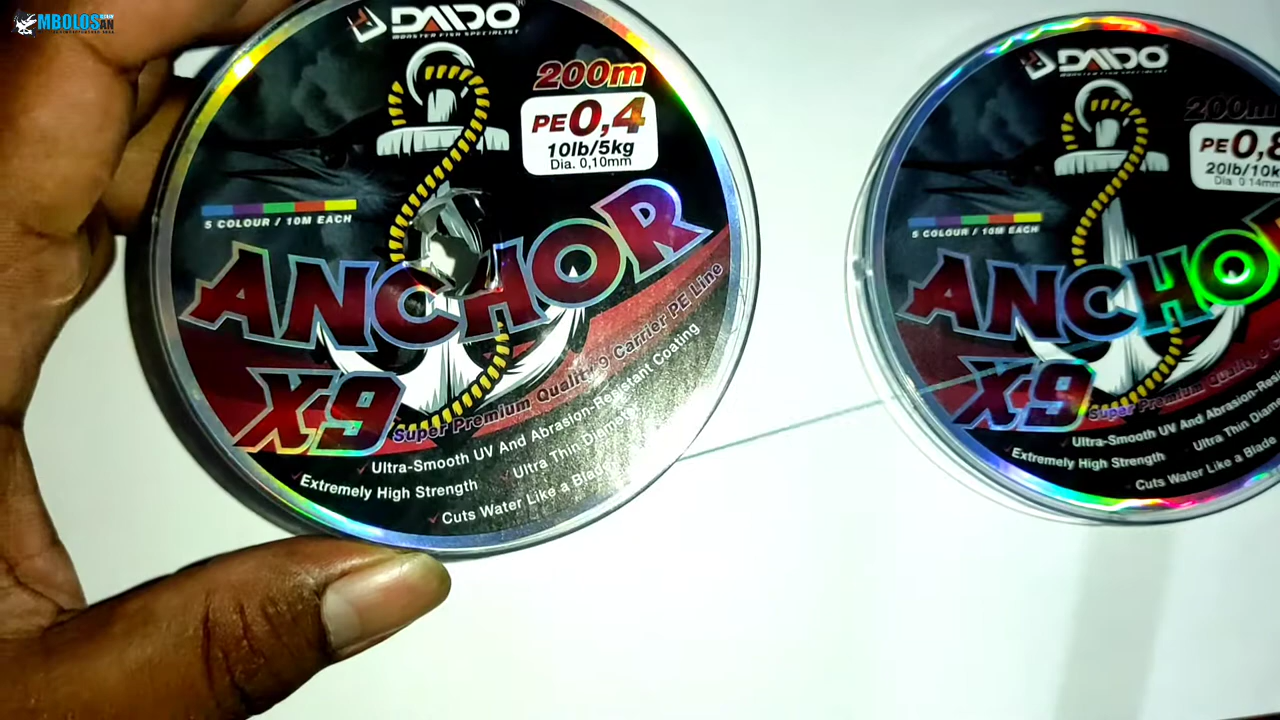 MBOLOSAN
DAIDO
MONSTER FISH SPECIALIST
200m
PE 0,4
10lb/5kg
Dia. 0,10mm
5 COLOUR / 10M EACH
ANCHOR
X9
Super Premium Quality 9 Carrier PE Line
Ultra-Smooth UV And Abrasion-Resistant Coating
Extremely High Strength
Ultra Thin Diameter
Cuts Water Like a Blade
DAIDO
MONSTER FISH SPECIALIST
200m
PE 0,8
20lb/10k
Dia 0 14mm
5 COLOUR / 10M EACH
ANCHOR
X9
Super Premium Quality 9
Ultra-Smooth UV And Abrasion-Resi
Extremely High Strength
Ultra Thin Dia
Cuts Water Like a Blade